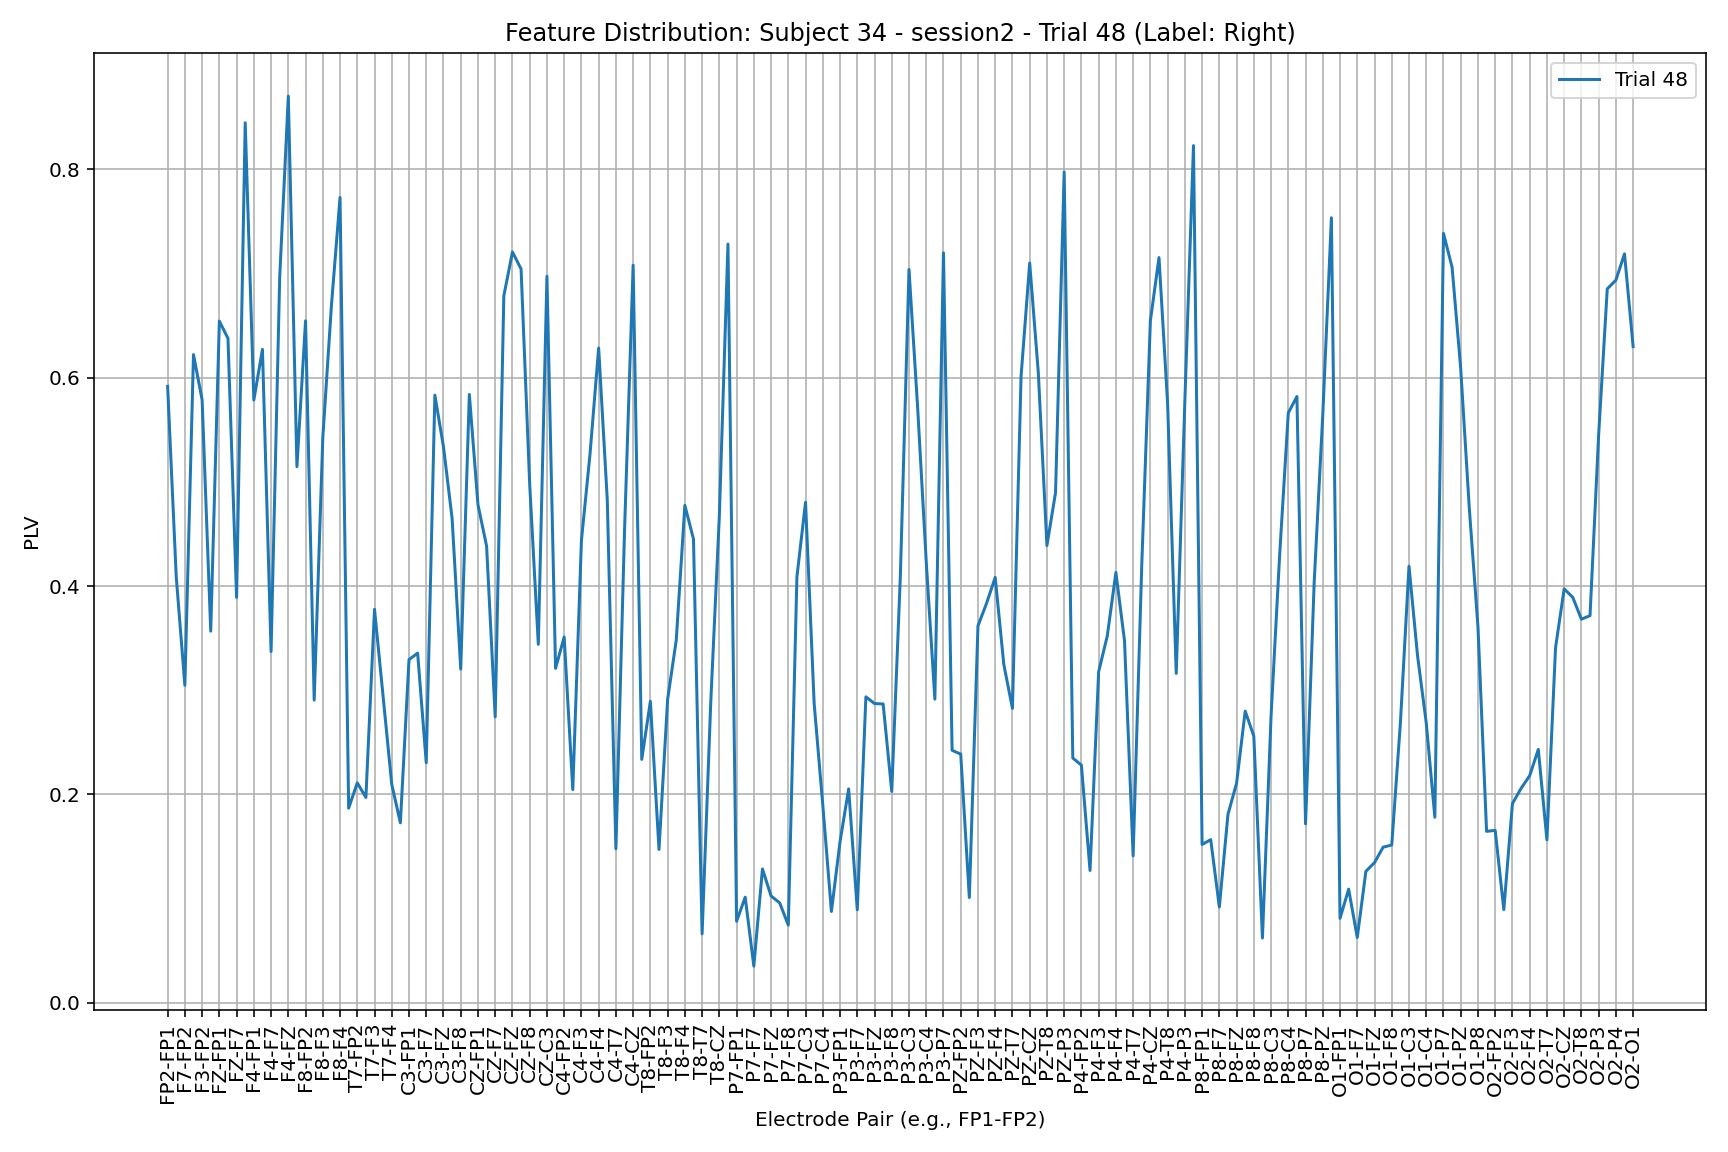 Feature Distribution: Subject 34 - session2 - Trial 48 (Label: Right)
Trial 48
PLV
0.8
0.6
0.4
0.2
0.0
FP2-FP1
F7-FP2
F3-FP2
FZ-FP1
FZ-F7
F4-FP1
F4-F7
F4-FZ
F8-FP2
F8-F3
F8-F4
T7-FP2
T7-F3
T7-F4
C3-FP1
C3-F7
C3-FZ
C3-F8
CZ-FP1
CZ-F7
CZ-FZ
CZ-F8
CZ-C3
C4-FP2
C4-F3
C4-F4
C4-T7
C4-CZ
T8-FP2
T8-F3
T8-F4
T8-T7
T8-CZ
P7-FP1
P7-F7
P7-FZ
P7-F8
P7-C3
P7-C4
P3-FP1
P3-F7
P3-FZ
P3-F8
P3-C3
P3-C4
P3-P7
PZ-FP2
PZ-F3
PZ-F4
PZ-T7
PZ-CZ
PZ-T8
PZ-P3
P4-FP2
P4-F3
P4-F4
P4-T7
P4-CZ
P4-T8
P4-P3
P8-FP1
P8-F7
P8-FZ
P8-F8
P8-C3
P8-C4
P8-P7
P8-PZ
O1-FP1
O1-F7
O1-FZ
O1-F8
O1-C3
O1-C4
O1-P7
O1-PZ
O1-P8
O2-FP2
O2-F3
O2-F4
O2-T7
O2-CZ
O2-T8
O2-P3
O2-P4
O2-O1
Electrode Pair (e.g., FP1-FP2)